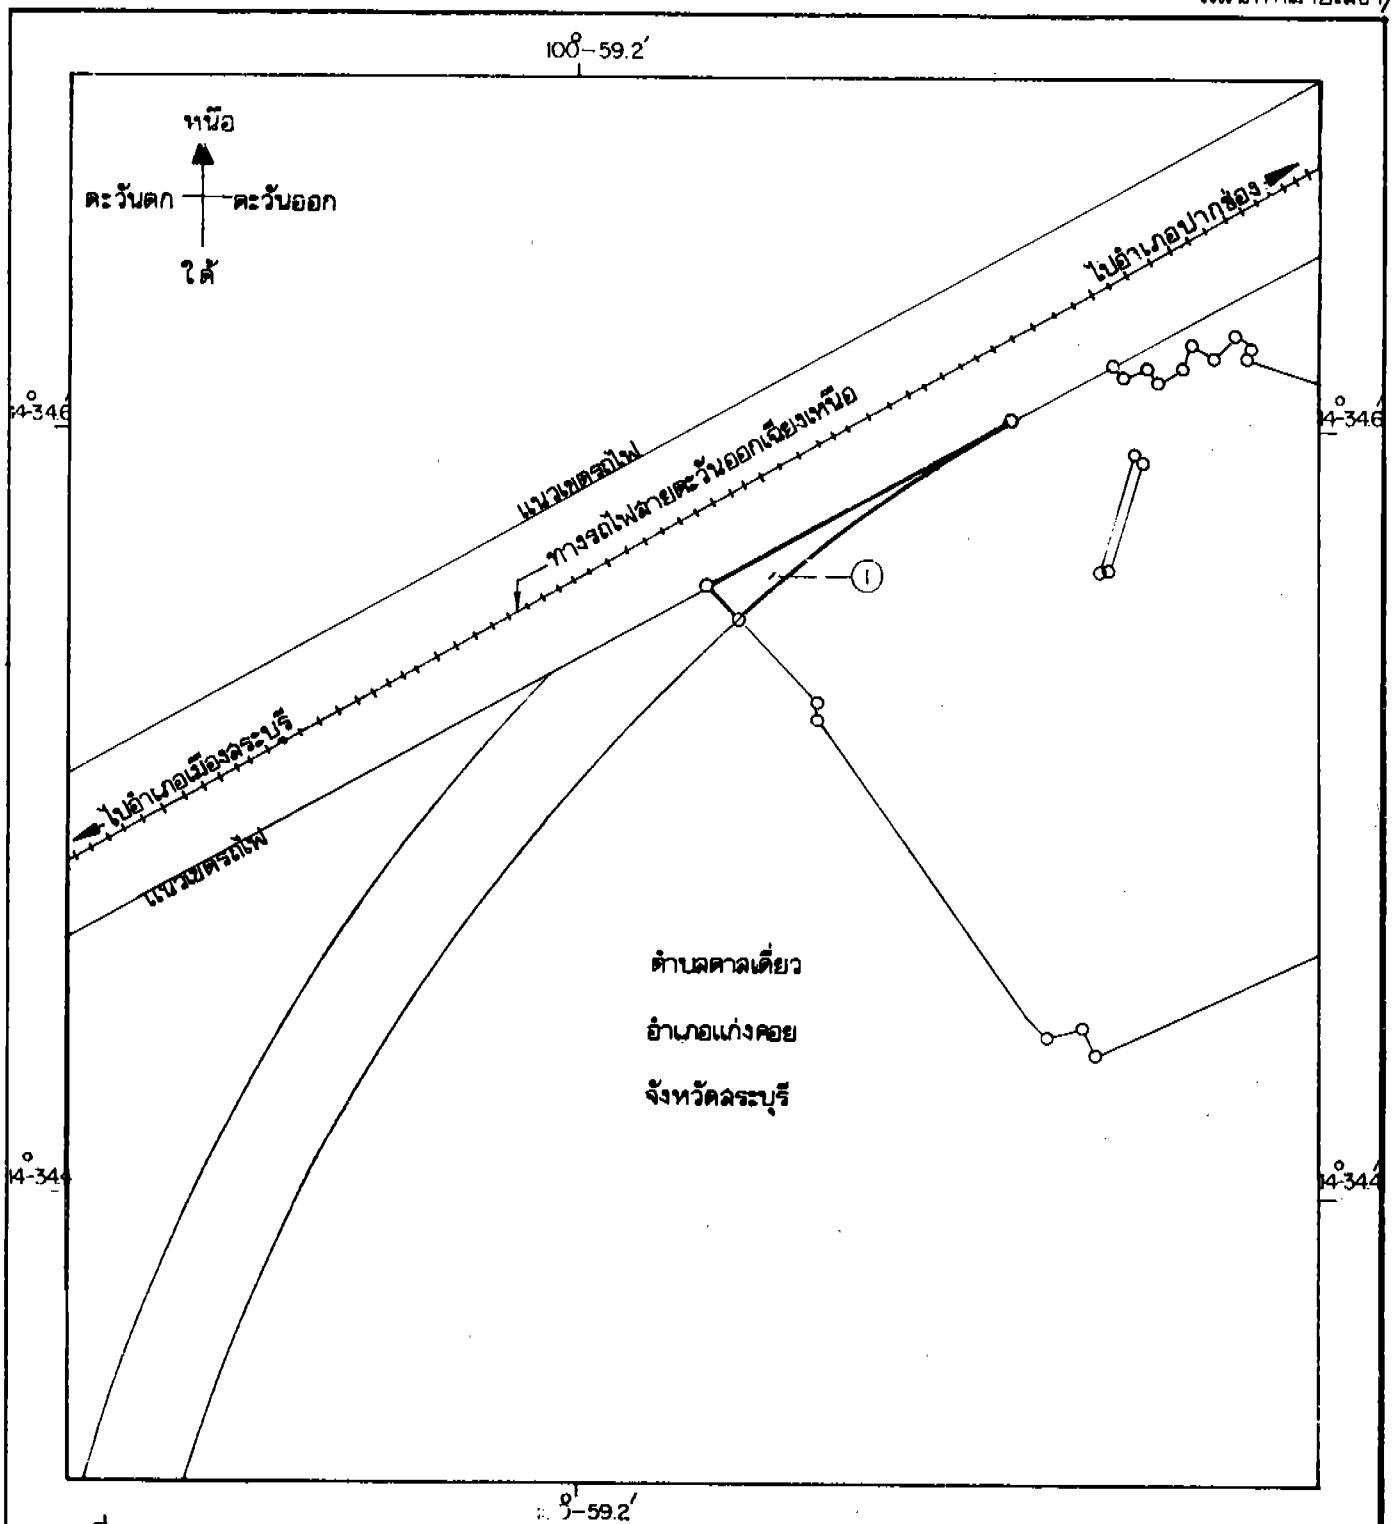 100°-59.2′
หนือ
ตะวันตก ตะวันออก
ใต้
ไปอำเภอปากช่อง
14°-34.6′
แนวเขตรถไฟ
ทางรถไฟสายตะวันออกเฉียงเหนือ
1
ไปอำเภอเมืองสระบุรี
แนวเขตรถไฟ
ตำบลตาลเดี่ยว
อำเภอแก่งคอย
จังหวัดสระบุรี
14-34.4
14°-34.4′
-59.2′